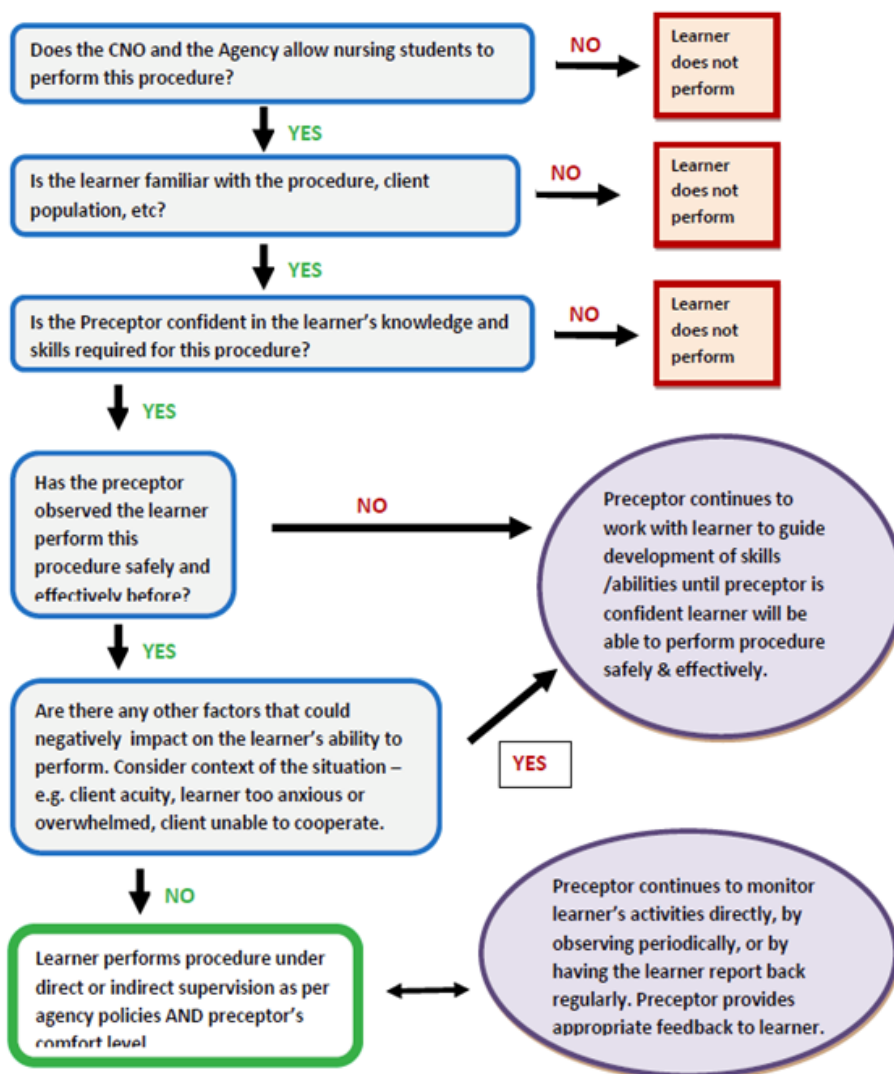 Does the CNO and the Agency allow nursing students to
perform this procedure?
NO
Learner
does not
perform
YES
Is the learner familiar with the procedure, client
population, etc?
NO
Learner
does not
perform
YES
Is the Preceptor confident in the learner's knowledge and
skills required for this procedure?
NO
Learner
does not
perform
YES
Has the preceptor
observed the learner
perform this
procedure safely and
effectively before?
NO
Preceptor continues to
work with learner to guide
development of skills
/abilities until preceptor is
confident learner will be
able to perform procedure
safely & effectively.
YES
Are there any other factors that could
negatively impact on the learner's ability to
perform. Consider context of the situation –
e.g. client acuity, learner too anxious or
overwhelmed, client unable to cooperate.
YES
NO
Learner performs procedure under
direct or indirect supervision as per
agency policies AND preceptor's
comfort level
Preceptor continues to monitor
learner's activities directly, by
observing periodically, or by
having the learner report back
regularly. Preceptor provides
appropriate feedback to learner.